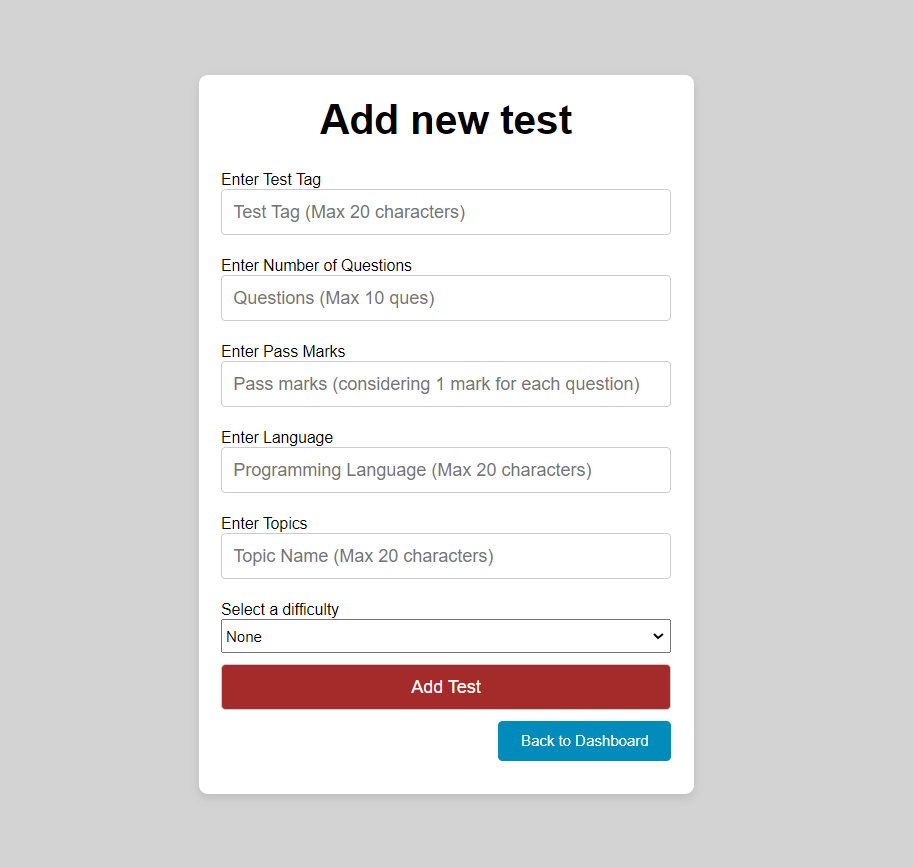 Add new test
Enter Test Tag
Test Tag (Max 20 characters)
Enter Number of Questions
Questions (Max 10 ques)
Enter Pass Marks
Pass marks (considering 1 mark for each question)
Enter Language
Programming Language (Max 20 characters)
Enter Topics
Topic Name (Max 20 characters)
Select a difficulty
None
Add Test
Back to Dashboard